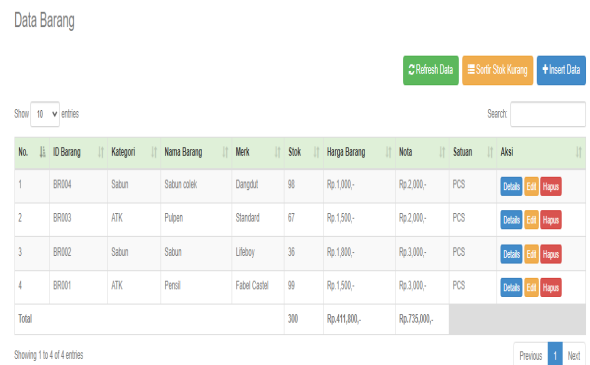 Data Barang
Refresh Data Sortir Stok Kurang Insert Data
Show 10 entries Search:
No. ID Barang Kategori Nama Barang Merk Stok Harga Barang Nota Satuan Aksi
1 BR004 Sabun Sabun colek Dangdut 98 Rp.1,000,- Rp.2,000,- PCS Details Edit Hapus
2 BR003 ATK Pulpen Standard 67 Rp.1,500,- Rp.2,000,- PCS Details Edit Hapus
3 BR002 Sabun Sabun Lifeboy 36 Rp.1,800,- Rp.3,000,- PCS Details Edit Hapus
4 BR001 ATK Pensil Fabel Castel 99 Rp.1,500,- Rp.3,000,- PCS Details Edit Hapus
Total 300 Rp.411,800,- Rp.735,000,-
Showing 1 to 4 of 4 entries Previous 1 Next